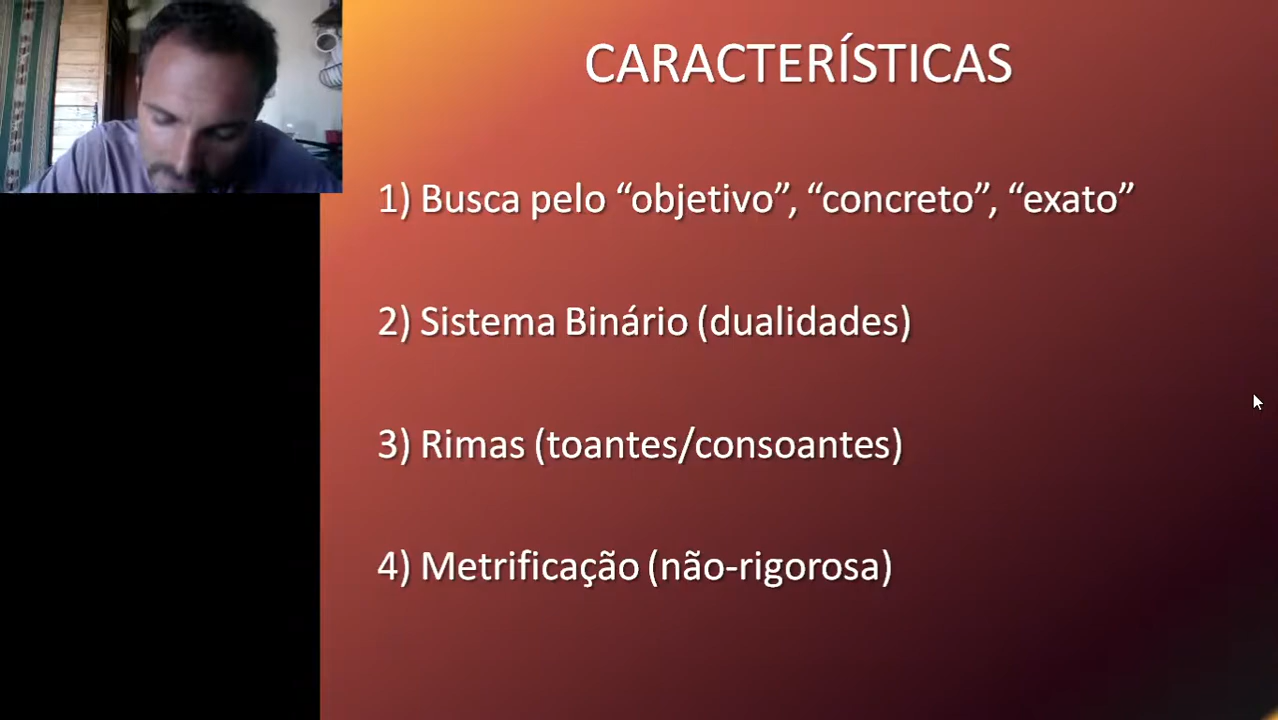 CARACTERÍSTICAS
1) Busca pelo “objetivo”, “concreto”, “exato”
2) Sistema Binário (dualidades)
3) Rimas (toantes/consoantes)
4) Metrificação (não-rigorosa)